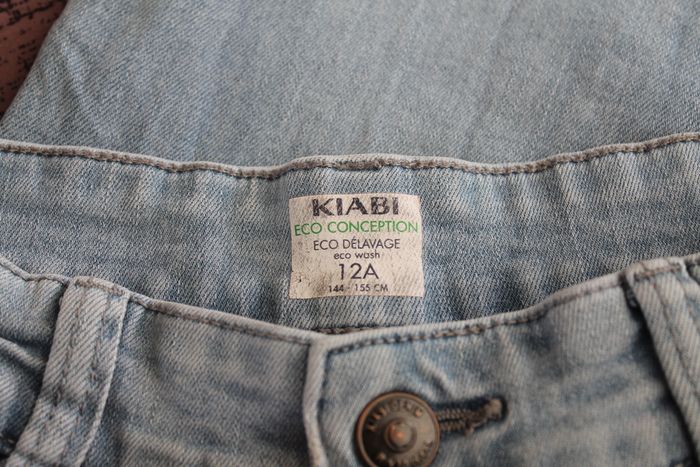 KIABI
ECO CONCEPTION
ECO DÉLAVAGE
eco wash
12A
144 - 155 CM